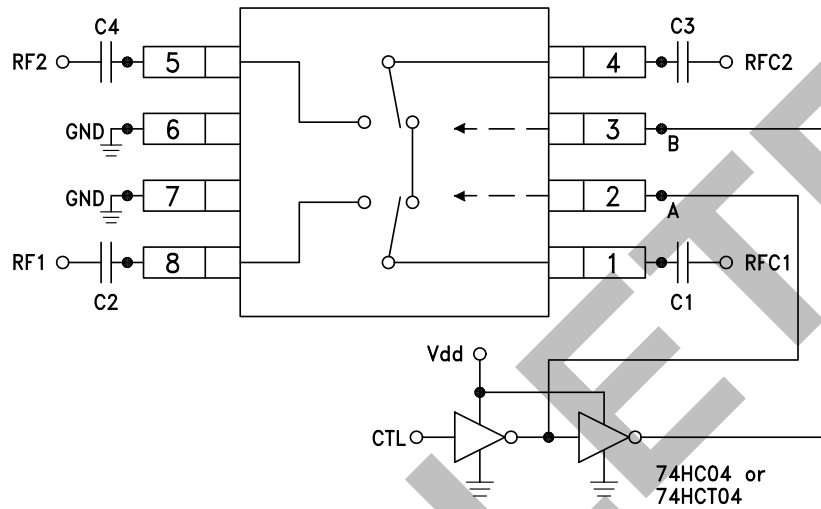 C4
C3
RF2
5
4
RFC2
GND
6
3
B
GND
7
2
A
RF1
8
1
RFC1
C2
C1
Vdd
CTL
74HC04 or
74HCT04